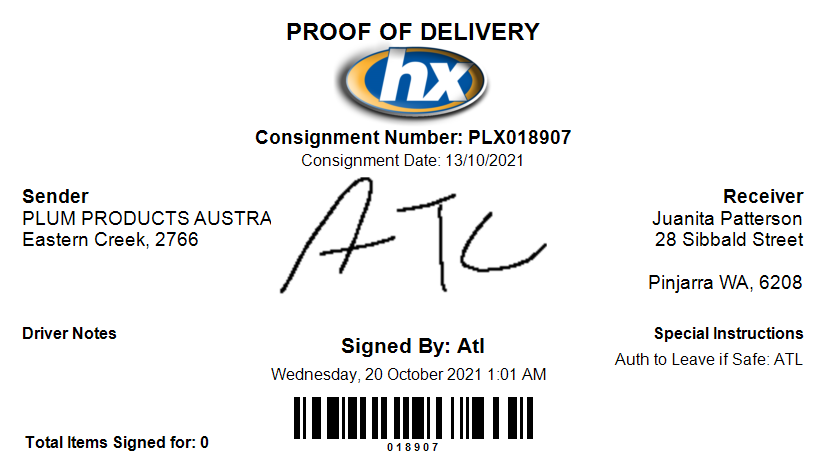 PROOF OF DELIVERY
hx
Consignment Number: PLX018907
Consignment Date: 13/10/2021
Sender
PLUM PRODUCTS AUSTRA
Eastern Creek, 2766
ATL
Receiver
Juanita Patterson
28 Sibbald Street
Pinjarra WA, 6208
Driver Notes
Signed By: Atl
Wednesday, 20 October 2021 1:01 AM
Special Instructions
Auth to Leave if Safe: ATL
018907
Total Items Signed for: 0